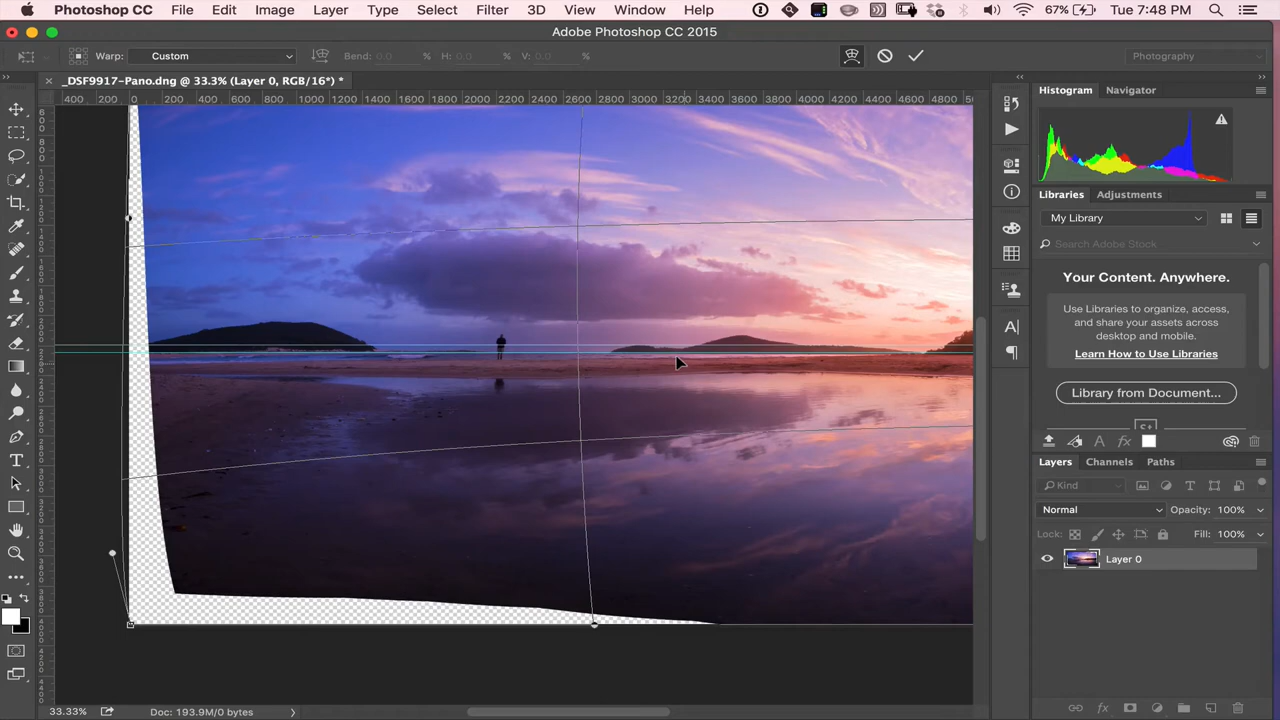 Photoshop CC File Edit Image Layer Type Select Filter 3D View Window Help 67% Tue 7:48 PM
Adobe Photoshop CC 2015
Warp: Custom Bend: 0.0 % H: 0.0 % V: 0.0 % Photography
_DSF9917-Pano.dng @ 33.3% (Layer 0, RGB/16*) *
400 200 0 200 400 600 800 1000 1200 1400 1600 1800 2000 2200 2400 2600 2800 3000 3200 3400 3600 3800 4000 4200 4400 4600 4800
Histogram Navigator
Libraries Adjustments
My Library
Search Adobe Stock
Your Content. Anywhere.
Use Libraries to organize, access,
and share your assets across
desktop and mobile.
Learn How to Use Libraries
Library from Document...
Layers Channels Paths
Kind
Normal Opacity: 100%
Lock: Fill: 100%
Layer 0
33.33% Doc: 193.9M/0 bytes